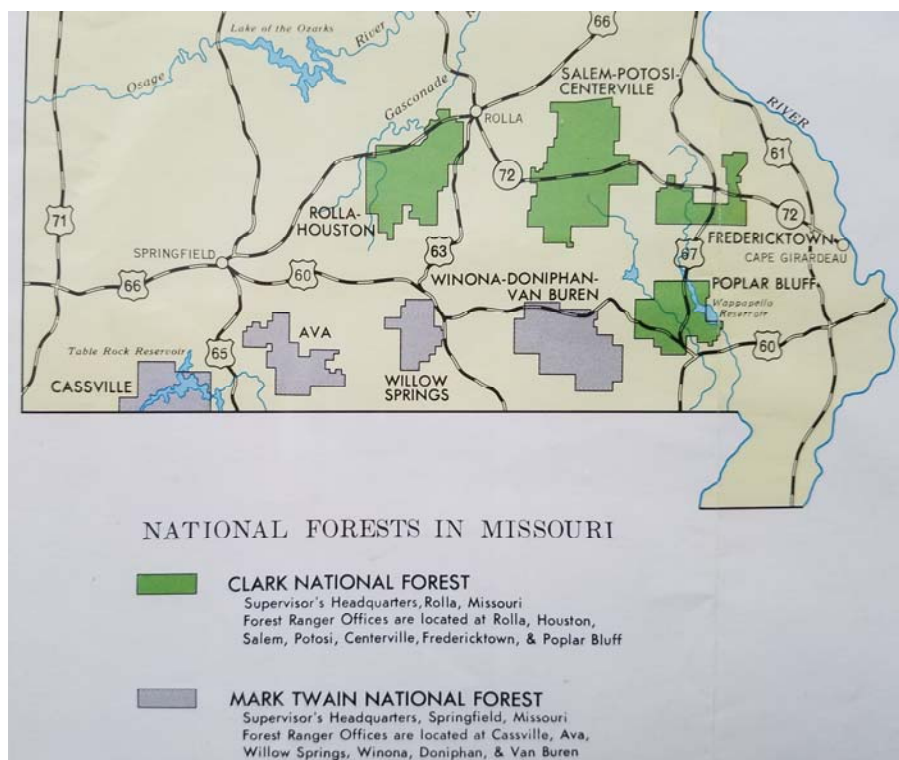 Lake of the Ozarks
River
66
Osage
SALEM-POTOSI-
CENTERVILLE
Gasconade
ROLLA
RIVER
61
72
71
ROLLA-
HOUSTON
72
FREDERICKTOWN
CAPE GIRARDEAU
SPRINGFIELD
63
67
66
60
WINONA-DONIPHAN-
VAN BUREN
POPLAR BLUFF
Wappapello
Reservoir
AVA
60
Table Rock Reservoir
65
CASSVILLE
WILLOW
SPRINGS
NATIONAL FORESTS IN MISSOURI
CLARK NATIONAL FOREST
Supervisor's Headquarters, Rolla, Missouri
Forest Ranger Offices are located at Rolla, Houston,
Salem, Potosi, Centerville, Fredericktown, & Poplar Bluff
MARK TWAIN NATIONAL FOREST
Supervisor's Headquarters, Springfield, Missouri
Forest Ranger Offices are located at Cassville, Ava,
Willow Springs, Winona, Doniphan, & Van Buren